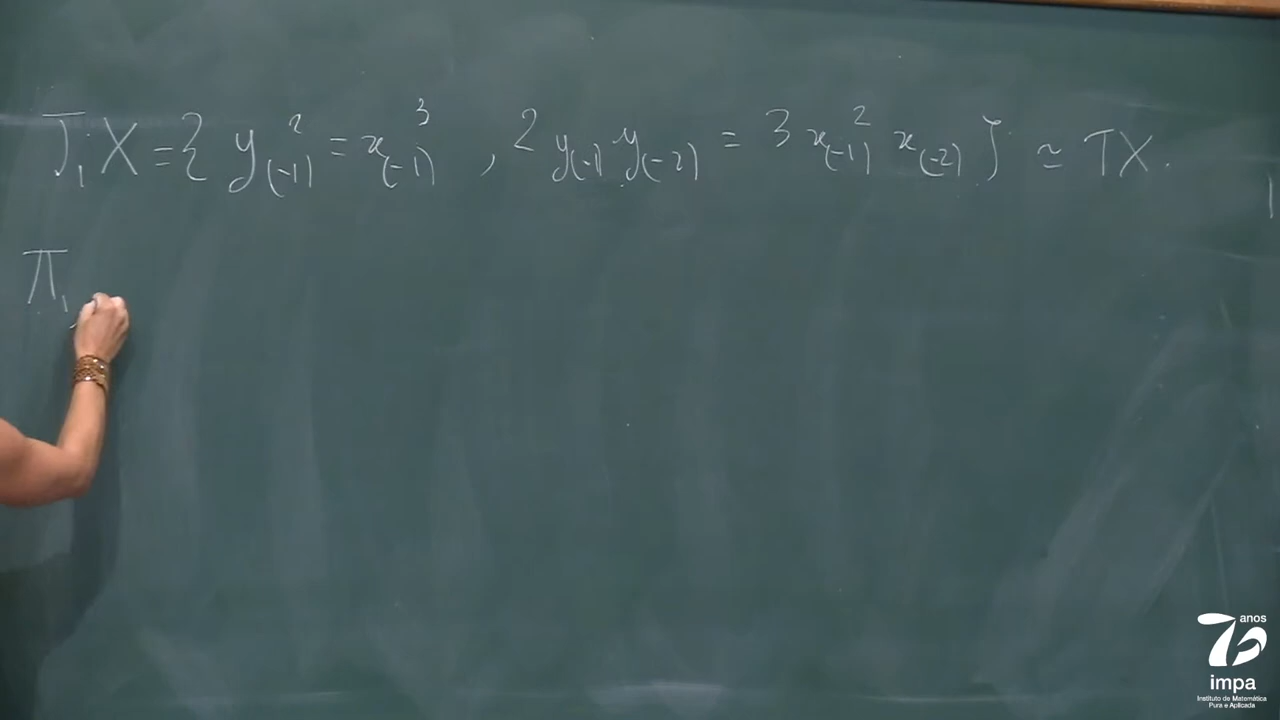 J₁X = { y₍₋₁₎² = x₍₋₁₎³ , 2 y₍₋₁₎ y₍₋₂₎ = 3 x₍₋₁₎² x₍₋₂₎ } ≃ TX.
π₁
70 anos
impa
Instituto de Matemática
Pura e Aplicada